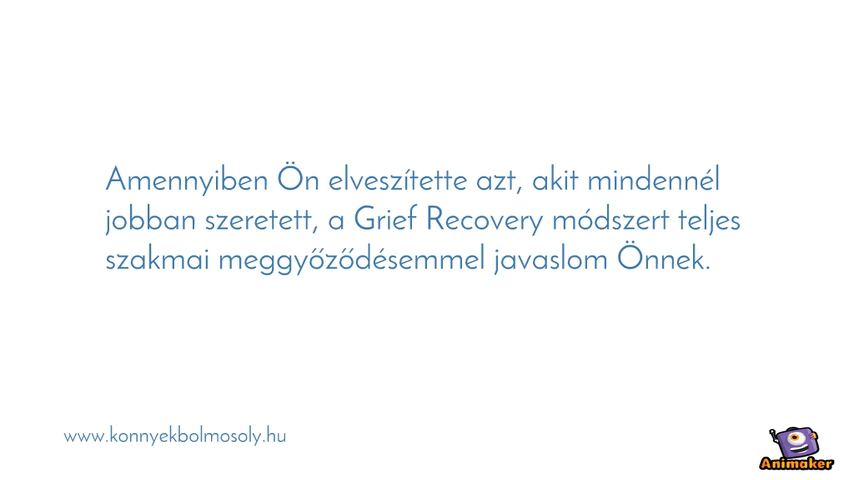 Amennyiben Ön elveszítette azt, akit mindennél
jobban szeretett, a Grief Recovery módszert teljes
szakmai meggyőződésemmel javaslom Önnek.
www.konnyekbolmosoly.hu
Animaker